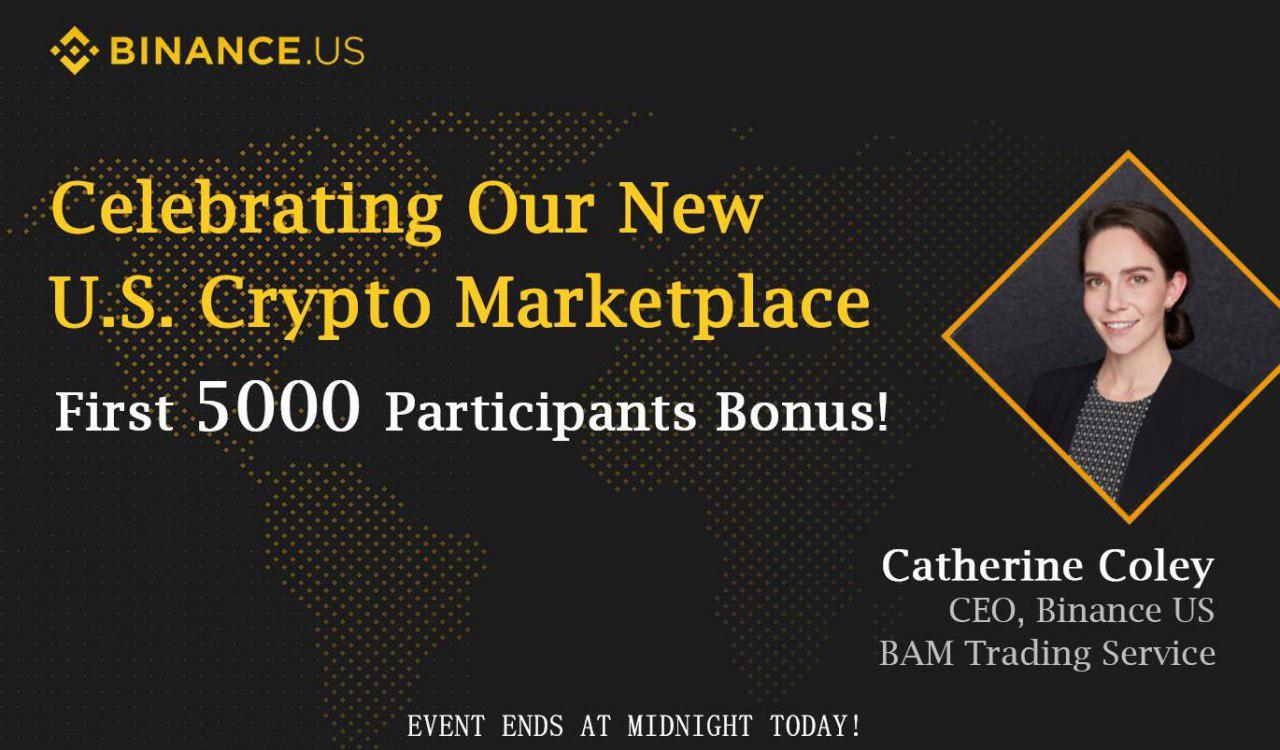 BINANCE.US
Celebrating Our New
U.S. Crypto Marketplace
First 5000 Participants Bonus!
Catherine Coley
CEO, Binance US
BAM Trading Service
EVENT ENDS AT MIDNIGHT TODAY!